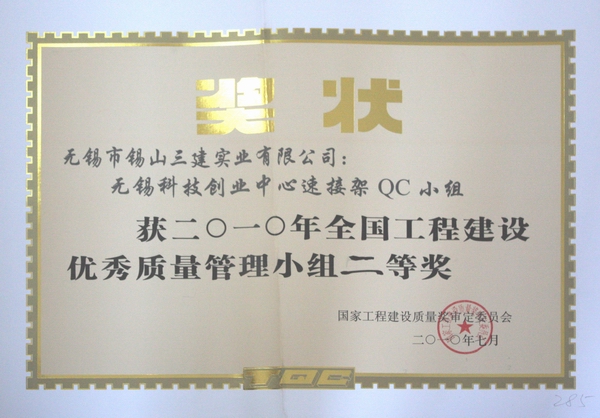 奖状
无锡市锡山三建实业有限公司：
无锡科技创业中心速接架QC小组
获二〇一〇年全国工程建设
优秀质量管理小组二等奖
国家工程建设质量奖审定委员会
二〇一〇年七月
TQC
285